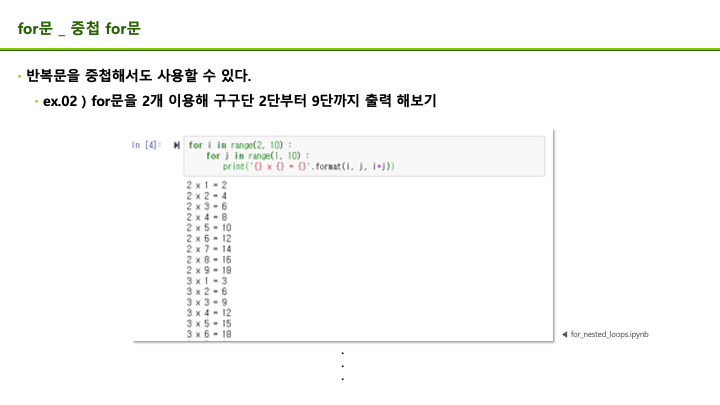 for문 _ 중첩 for문
• 반복문을 중첩해서도 사용할 수 있다.
• ex.02 ) for문을 2개 이용해 구구단 2단부터 9단까지 출력 해보기
In [4]: for i in range(2, 10) :
for j in range(1, 10) :
print('{} x {} = {}'.format(i, j, i*j))
2 x 1 = 2
2 x 2 = 4
2 x 3 = 6
2 x 4 = 8
2 x 5 = 10
2 x 6 = 12
2 x 7 = 14
2 x 8 = 16
2 x 9 = 18
3 x 1 = 3
3 x 2 = 6
3 x 3 = 9
3 x 4 = 12
3 x 5 = 15
3 x 6 = 18
◀ for_nested_loops.ipynb
.
.
.